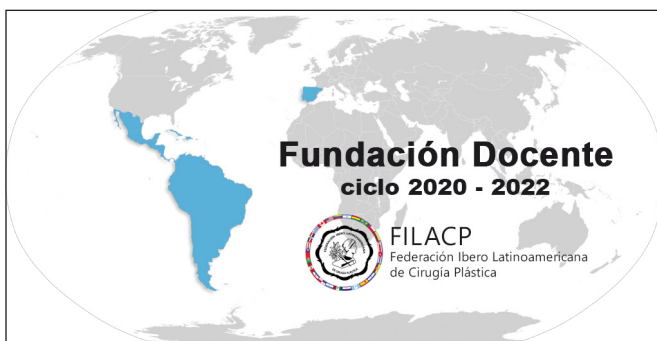 Fundación Docente
ciclo 2020 - 2022
FILACP
Federación Ibero Latinoamericana
de Cirugía Plástica